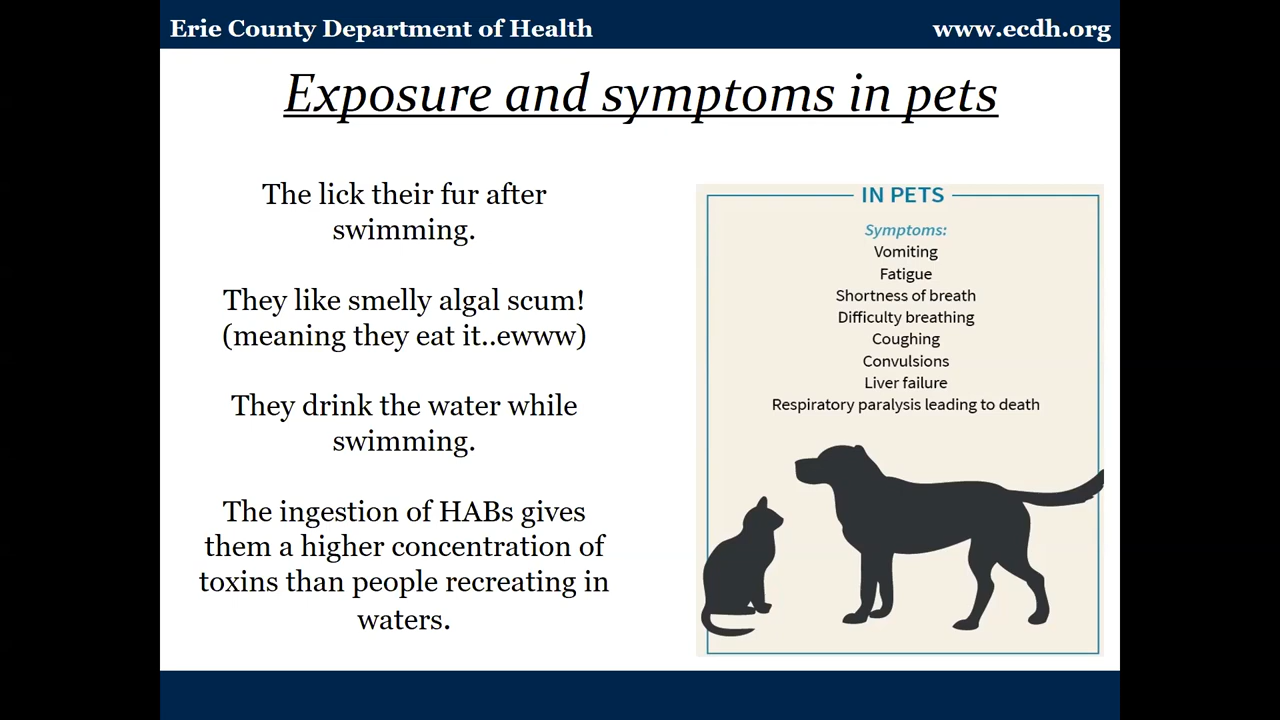 Erie County Department of Health
www.ecdh.org
Exposure and symptoms in pets
The lick their fur after
swimming.
They like smelly algal scum!
(meaning they eat it..ewww)
They drink the water while
swimming.
The ingestion of HABs gives
them a higher concentration of
toxins than people recreating in
waters.
IN PETS
Symptoms:
Vomiting
Fatigue
Shortness of breath
Difficulty breathing
Coughing
Convulsions
Liver failure
Respiratory paralysis leading to death